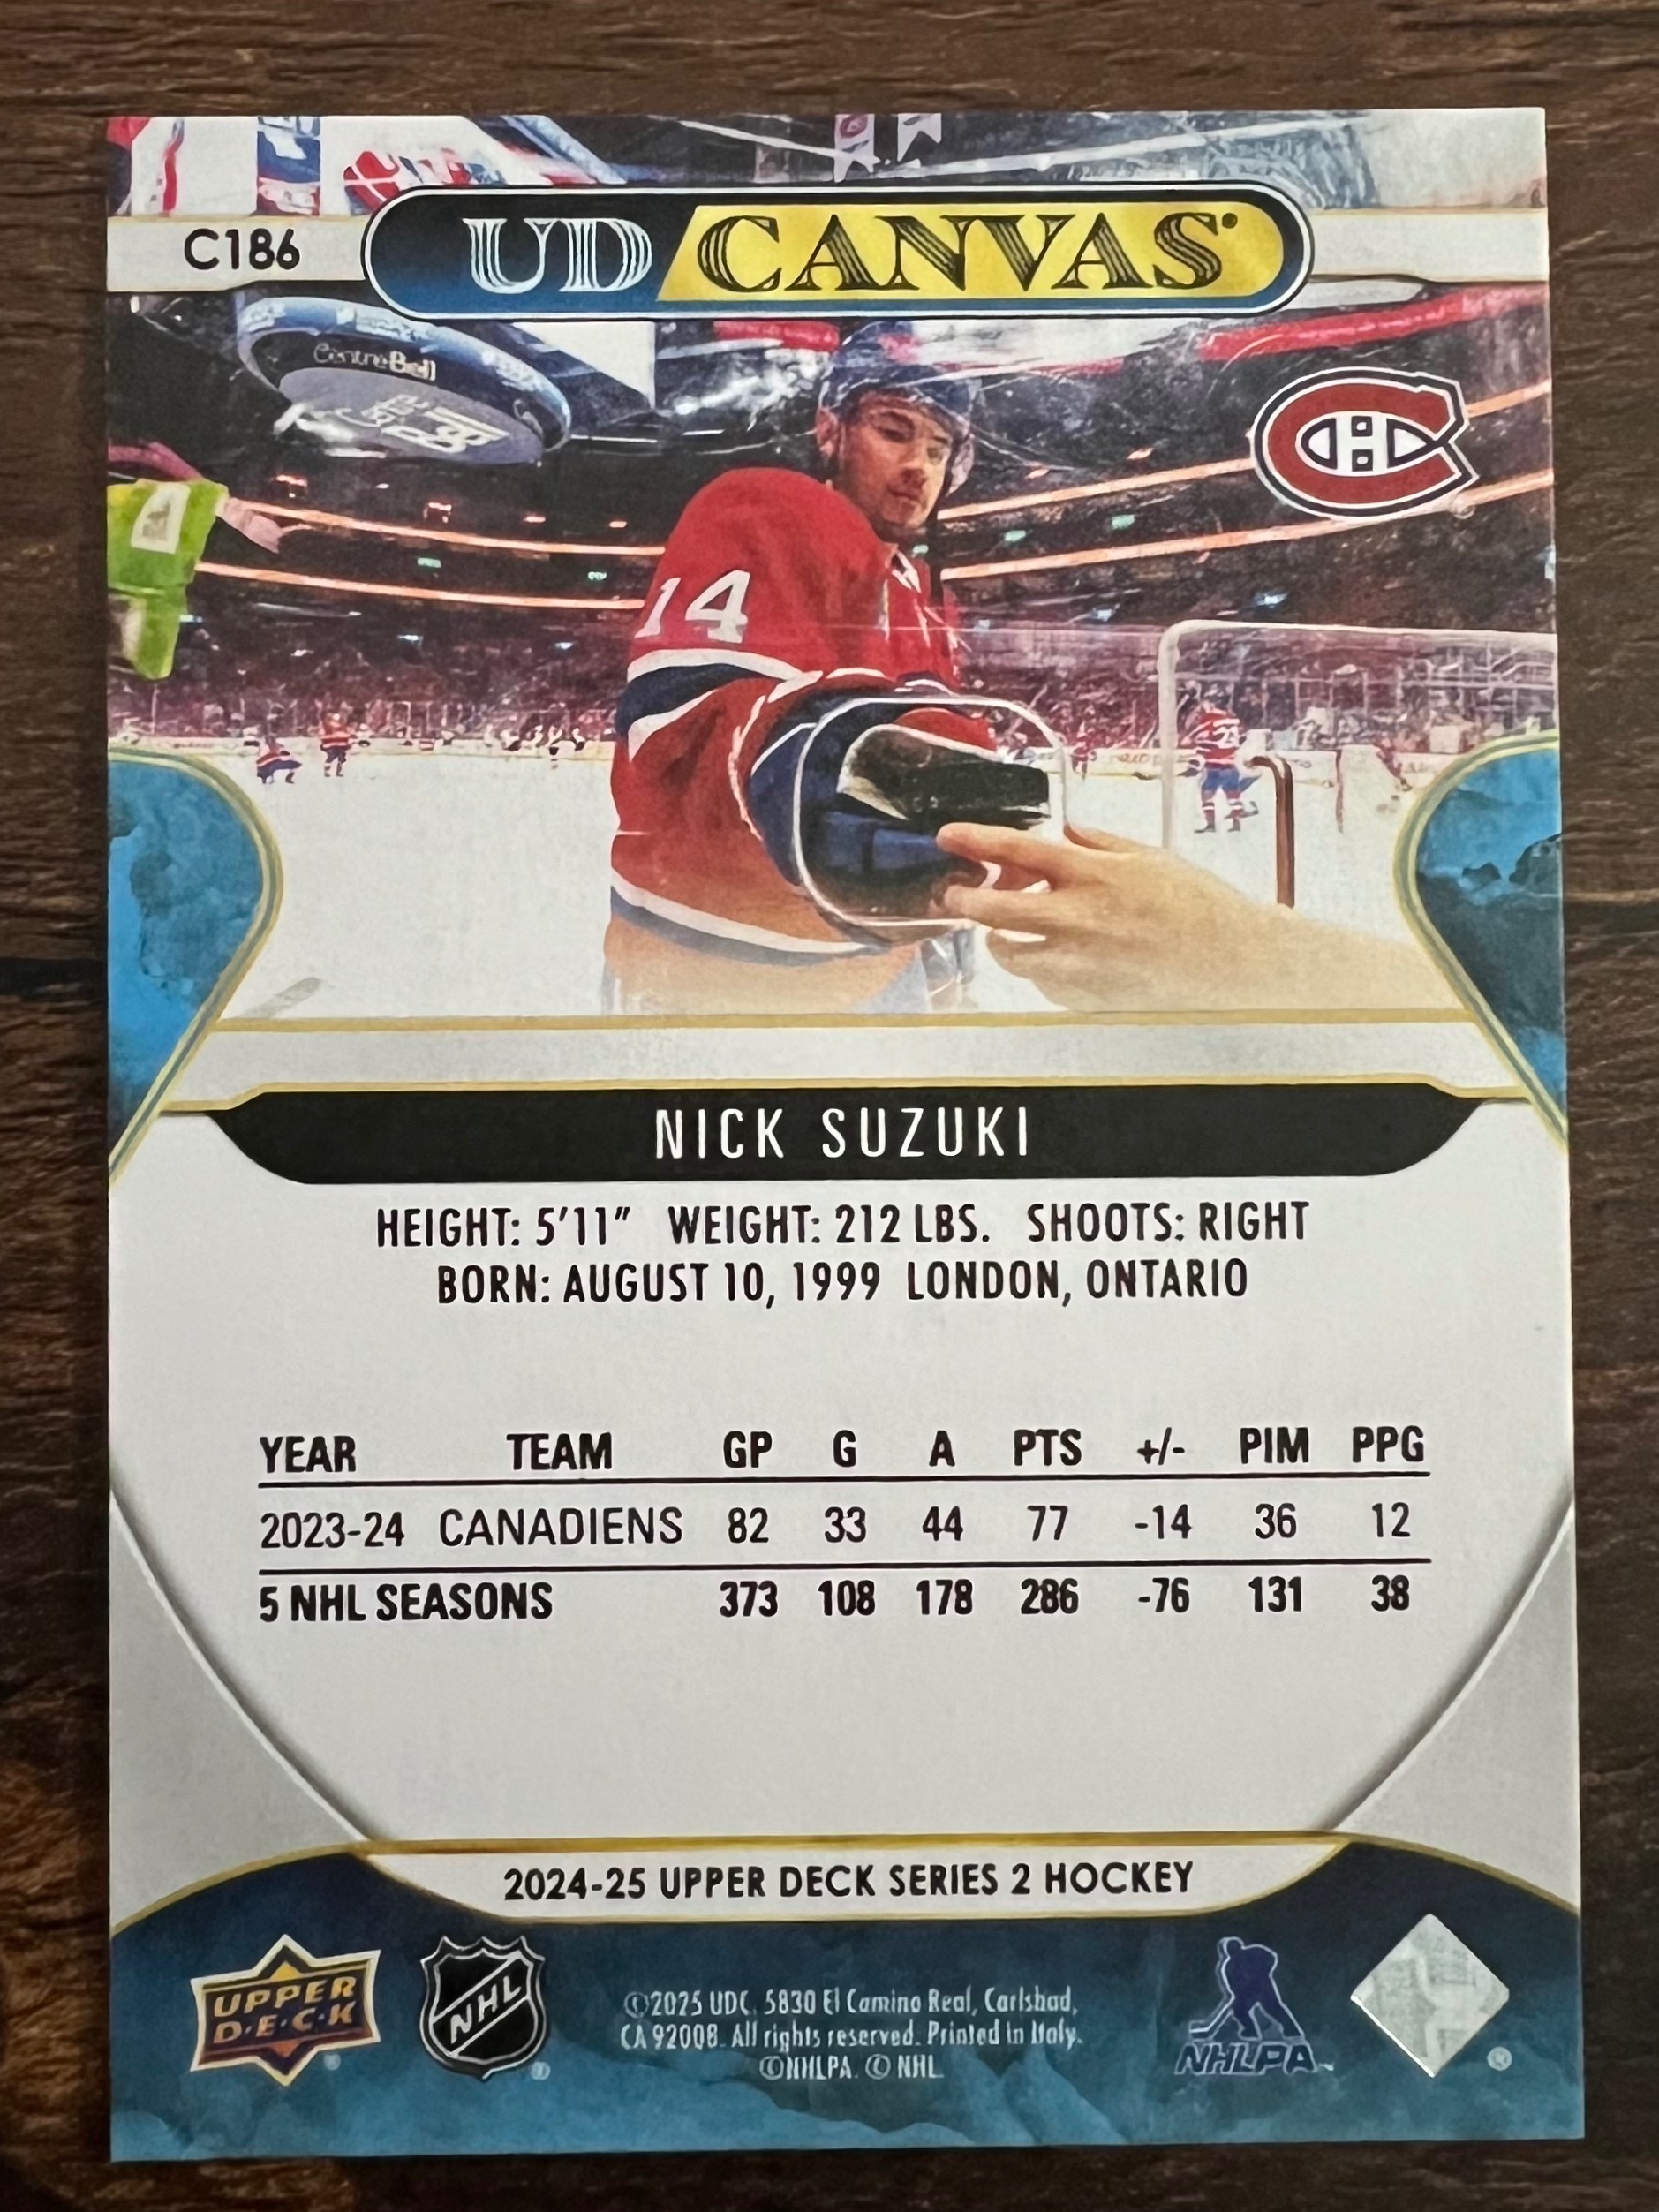 C186
UD CANVAS
Centre Bell
14
NICK SUZUKI
HEIGHT: 5'11" WEIGHT: 212 LBS. SHOOTS: RIGHT
BORN: AUGUST 10, 1999 LONDON, ONTARIO
YEAR TEAM GP G A PTS +/- PIM PPG
2023-24 CANADIENS 82 33 44 77 -14 36 12
5 NHL SEASONS 373 108 178 286 -76 131 38
2024-25 UPPER DECK SERIES 2 HOCKEY
UPPER
D·E·C·K
NHL
©2025 UDC, 5830 El Camino Real, Carlsbad,
CA 92008. All rights reserved. Printed in Italy.
©NHLPA. © NHL
NHLPA